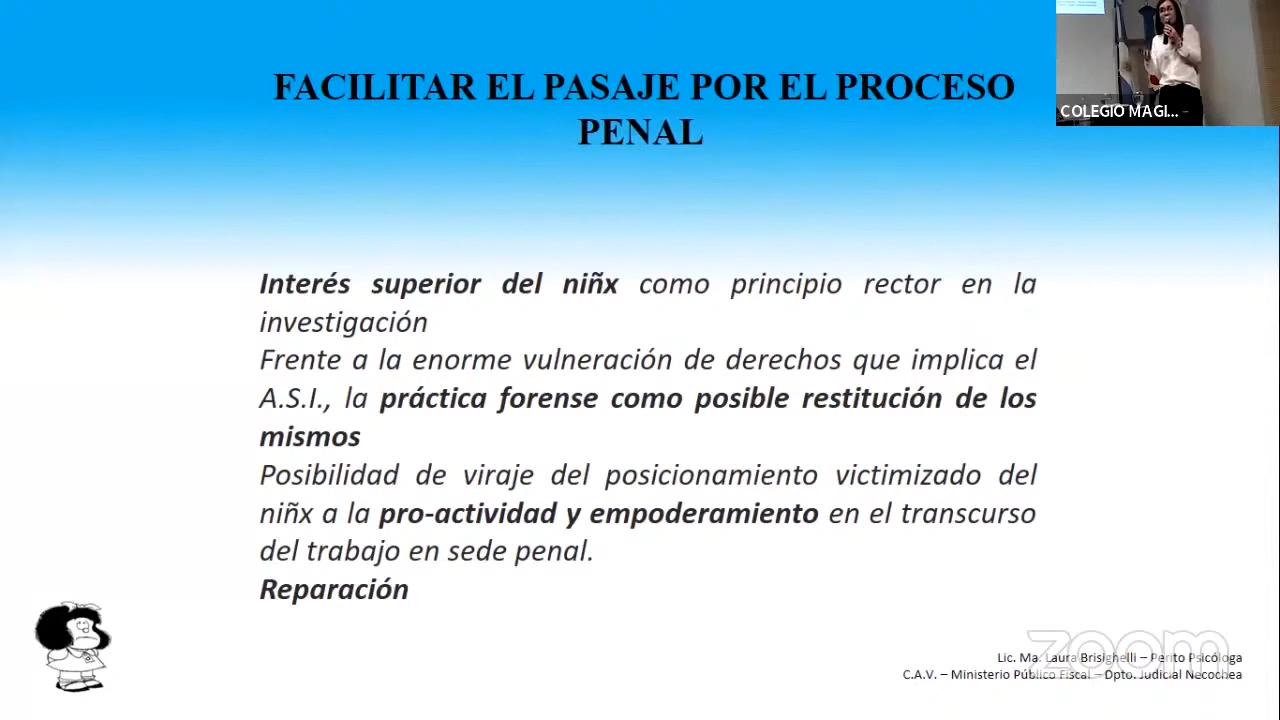 FACILITAR EL PASAJE POR EL PROCESO
PENAL
COLEGIO MAGI...
Interés superior del niñx como principio rector en la
investigación
Frente a la enorme vulneración de derechos que implica el
A.S.I., la práctica forense como posible restitución de los
mismos
Posibilidad de viraje del posicionamiento victimizado del
niñx a la pro-actividad y empoderamiento en el transcurso
del trabajo en sede penal.
Reparación
zoom
Lic. Ma. Laura Brisighelli – Perito Psicóloga
C.A.V. – Ministerio Público Fiscal – Dpto. Judicial Necochea